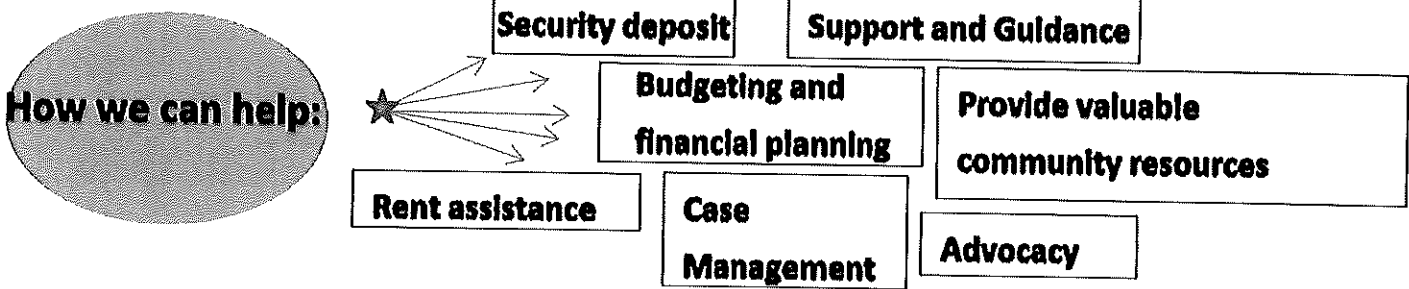 Security deposit
Support and Guidance
How we can help:
Budgeting and
financial planning
Provide valuable
community resources
Rent assistance
Case
Management
Advocacy